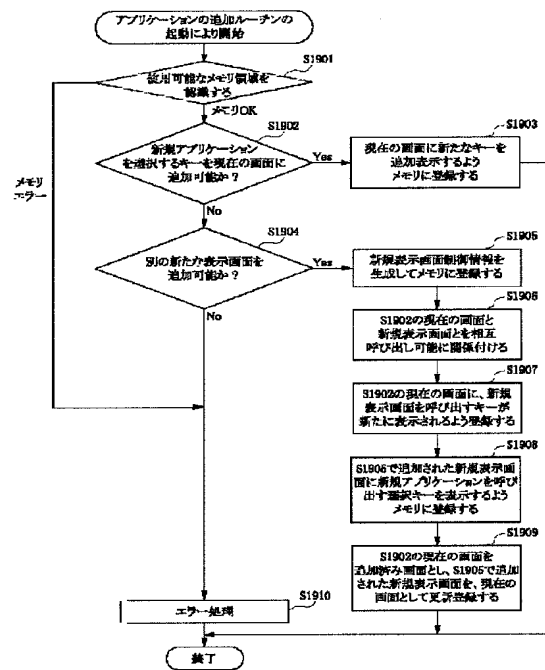 アプリケーションの追加ルーチンの
起動により開始
S1901
使用可能なメモリ領域を
認識する
メモリOK
メモリ
エラー
S1902
新規アプリケーション
を選択するキーを現在の画面に
追加可能か？
Yes
No
S1903
現在の画面に新たなキーを
追加表示するよう
メモリに登録する
S1904
別の新たな表示画面を
追加可能か？
Yes
No
S1905
新規表示画面制御情報を
生成してメモリに登録する
S1906
S1902の現在の画面と
新規表示画面とを相互
呼び出し可能に関係付ける
S1907
S1902の現在の画面に、新規
表示画面を呼び出すキーが
新たに表示されるよう登録する
S1908
S1905で追加された新規表示画
面に新規アプリケーションを呼び
出す選択キーを表示するよう
メモリに登録する
S1909
S1902の現在の画面を
追加済み画面とし、S1905で追加
された新規表示画面を、現在の
画面として更新登録する
S1910
エラー処理
終了